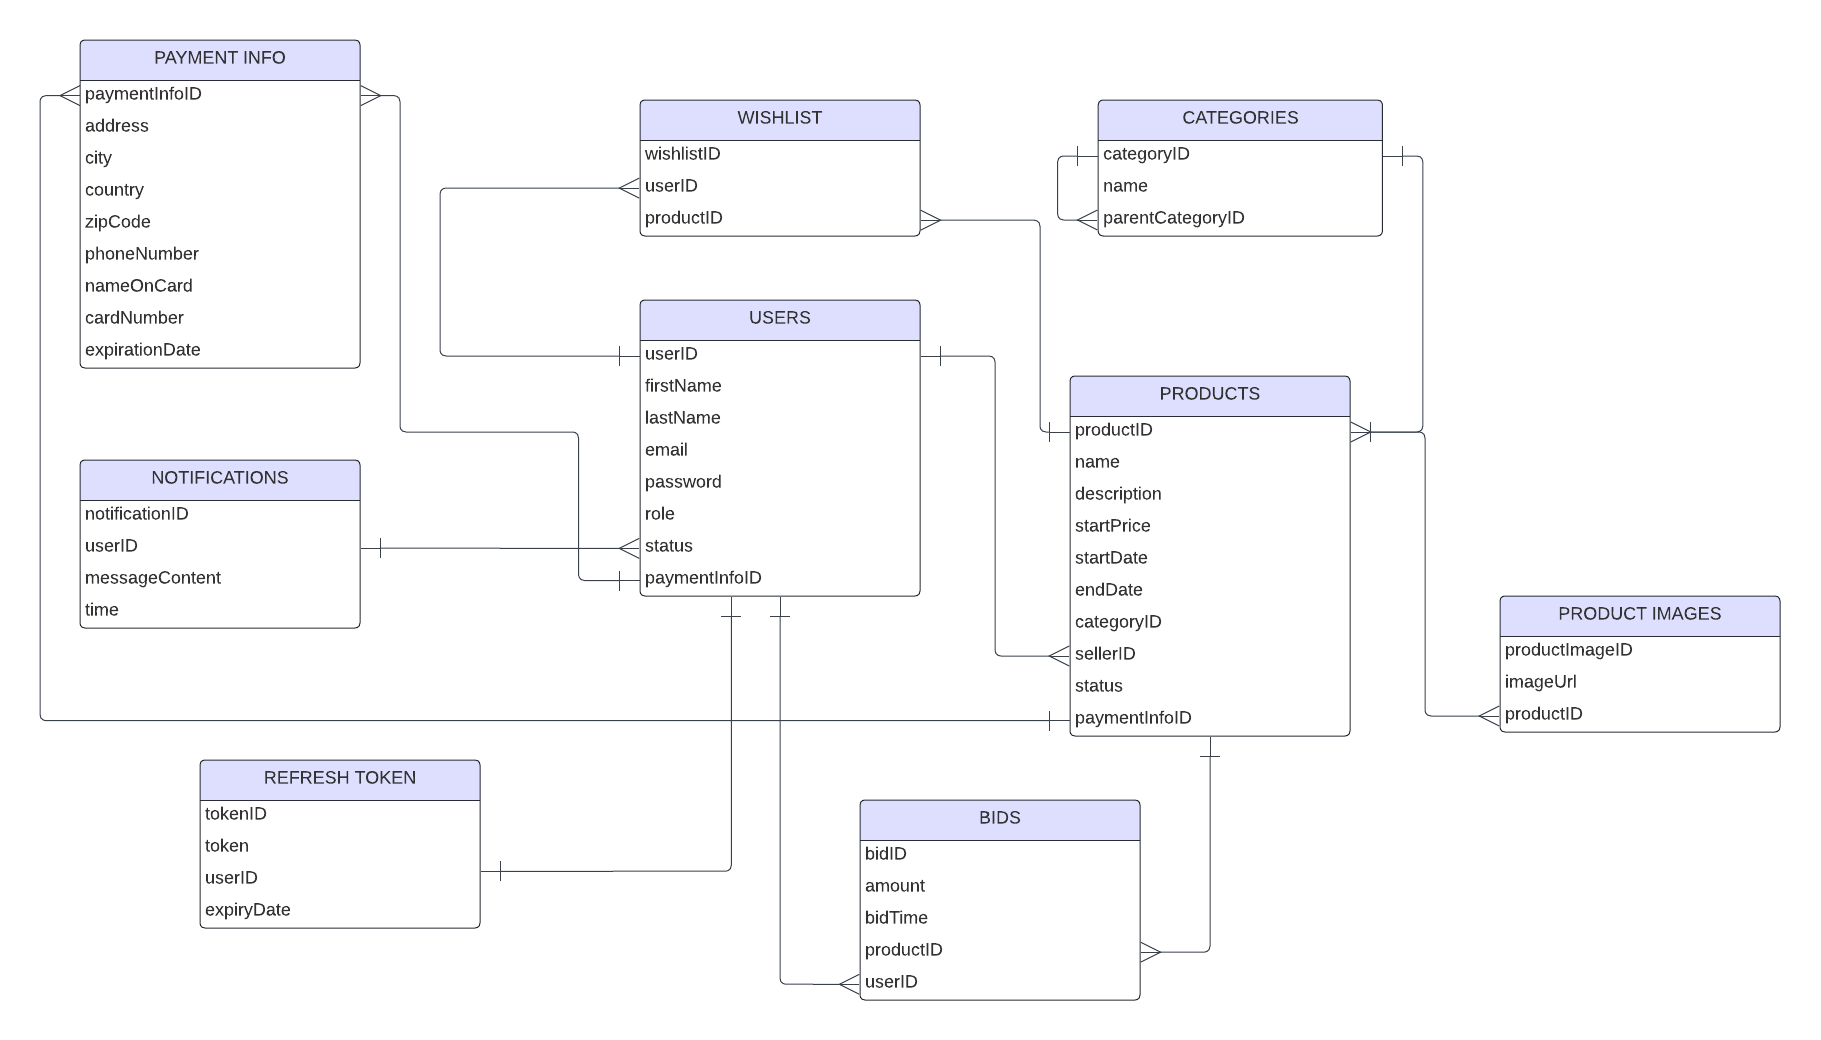 PAYMENT INFO
paymentInfoID
address
city
country
zipCode
phoneNumber
nameOnCard
cardNumber
expirationDate
WISHLIST
wishlistID
userID
productID
CATEGORIES
categoryID
name
parentCategoryID
USERS
userID
firstName
lastName
email
password
role
status
paymentInfoID
PRODUCTS
productID
name
description
startPrice
startDate
endDate
categoryID
sellerID
status
paymentInfoID
NOTIFICATIONS
notificationID
userID
messageContent
time
PRODUCT IMAGES
productImageID
imageUrl
productID
REFRESH TOKEN
tokenID
token
userID
expiryDate
BIDS
bidID
amount
bidTime
productID
userID